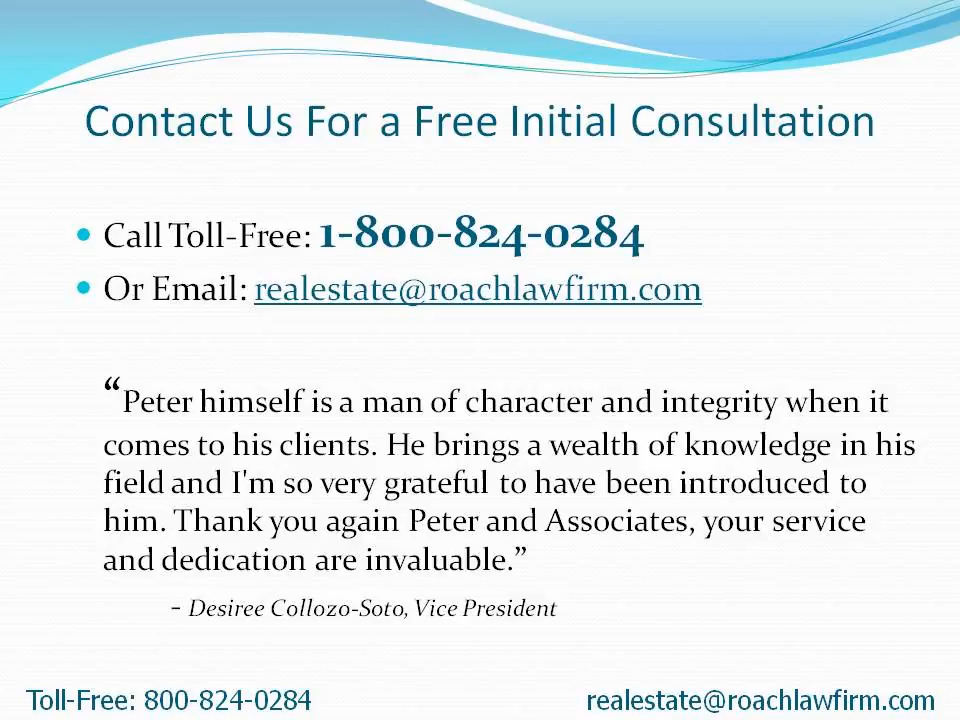 Contact Us For a Free Initial Consultation
• Call Toll-Free: 1-800-824-0284
• Or Email: realestate@roachlawfirm.com
“Peter himself is a man of character and integrity when it
comes to his clients. He brings a wealth of knowledge in his
field and I'm so very grateful to have been introduced to
him. Thank you again Peter and Associates, your service
and dedication are invaluable.”
- Desiree Collozo-Soto, Vice President
Toll-Free: 800-824-0284 realestate@roachlawfirm.com